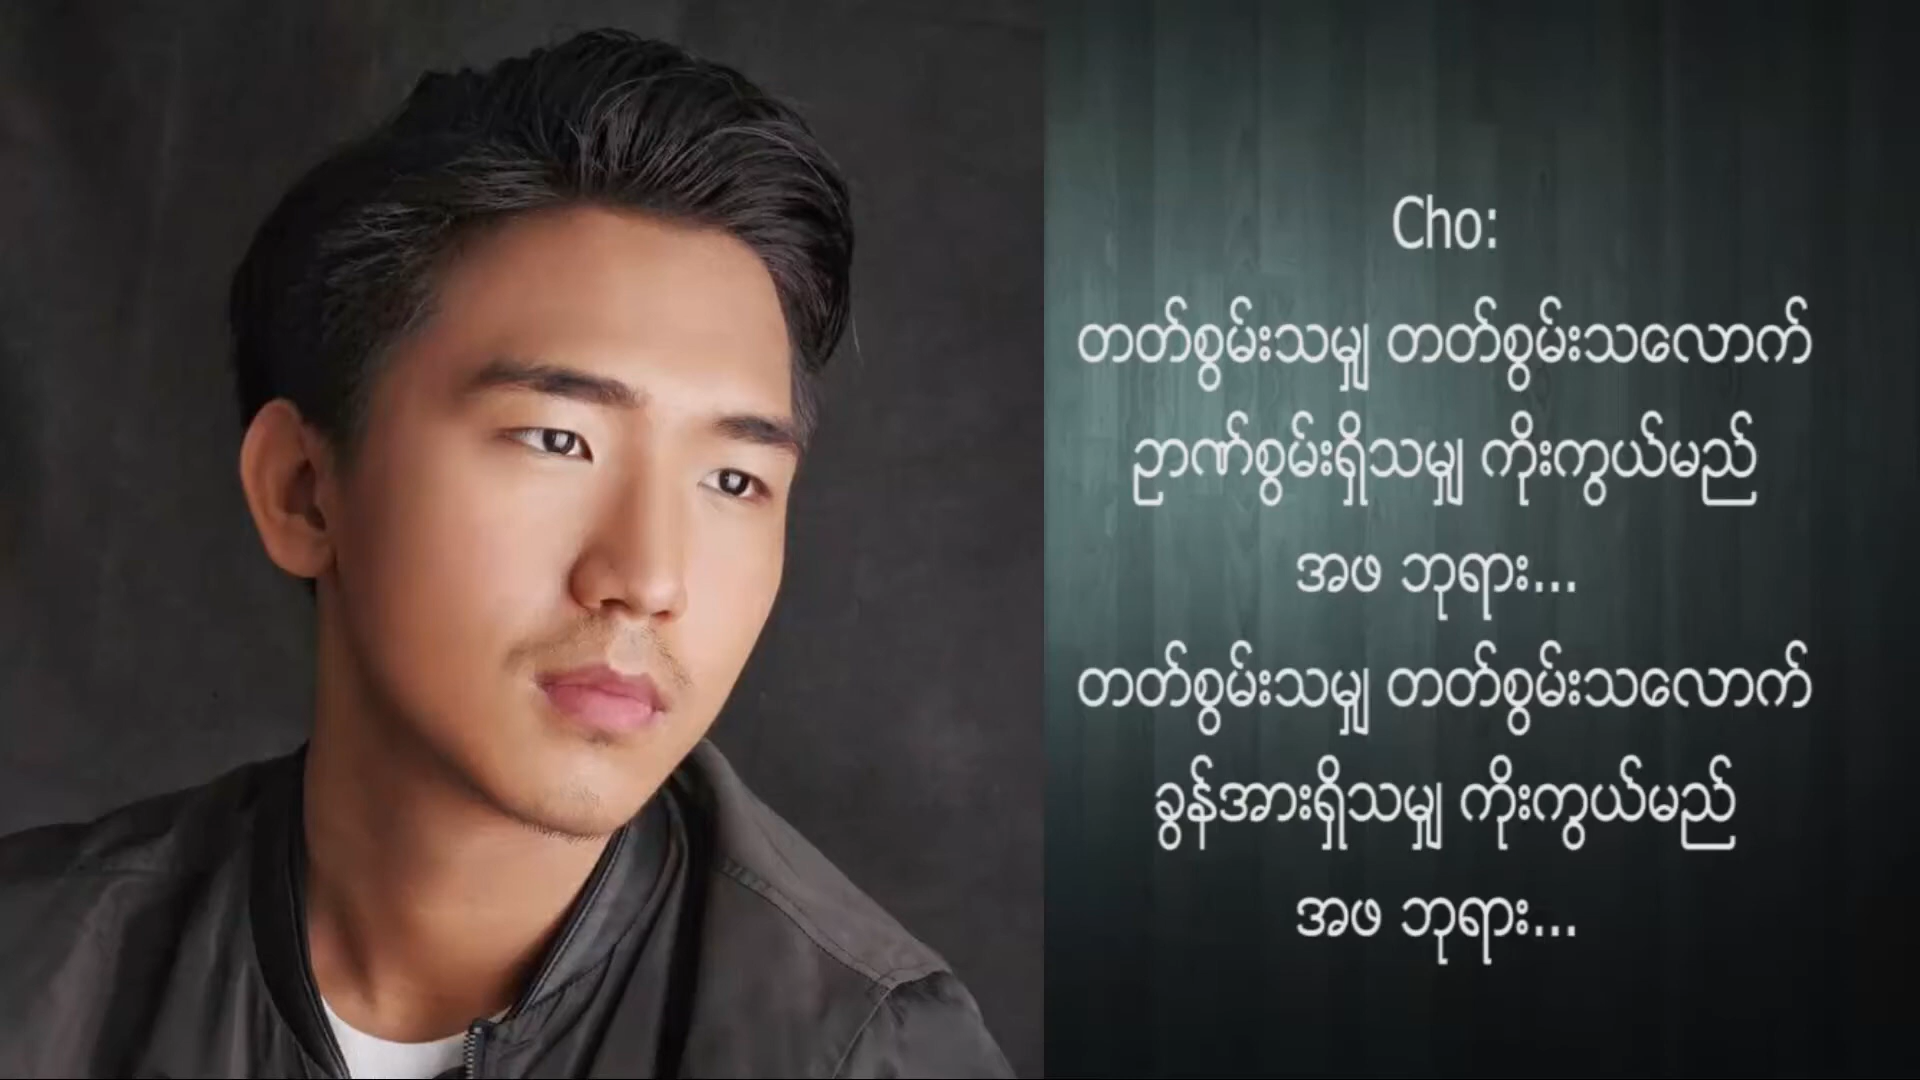 Cho:
တတ်စွမ်းသမျှ တတ်စွမ်းသလောက်
ဉာဏ်စွမ်းရှိသမျှ ကိုးကွယ်မည်
အဖ ဘုရား...
တတ်စွမ်းသမျှ တတ်စွမ်းသလောက်
ခွန်အားရှိသမျှ ကိုးကွယ်မည်
အဖ ဘုရား...